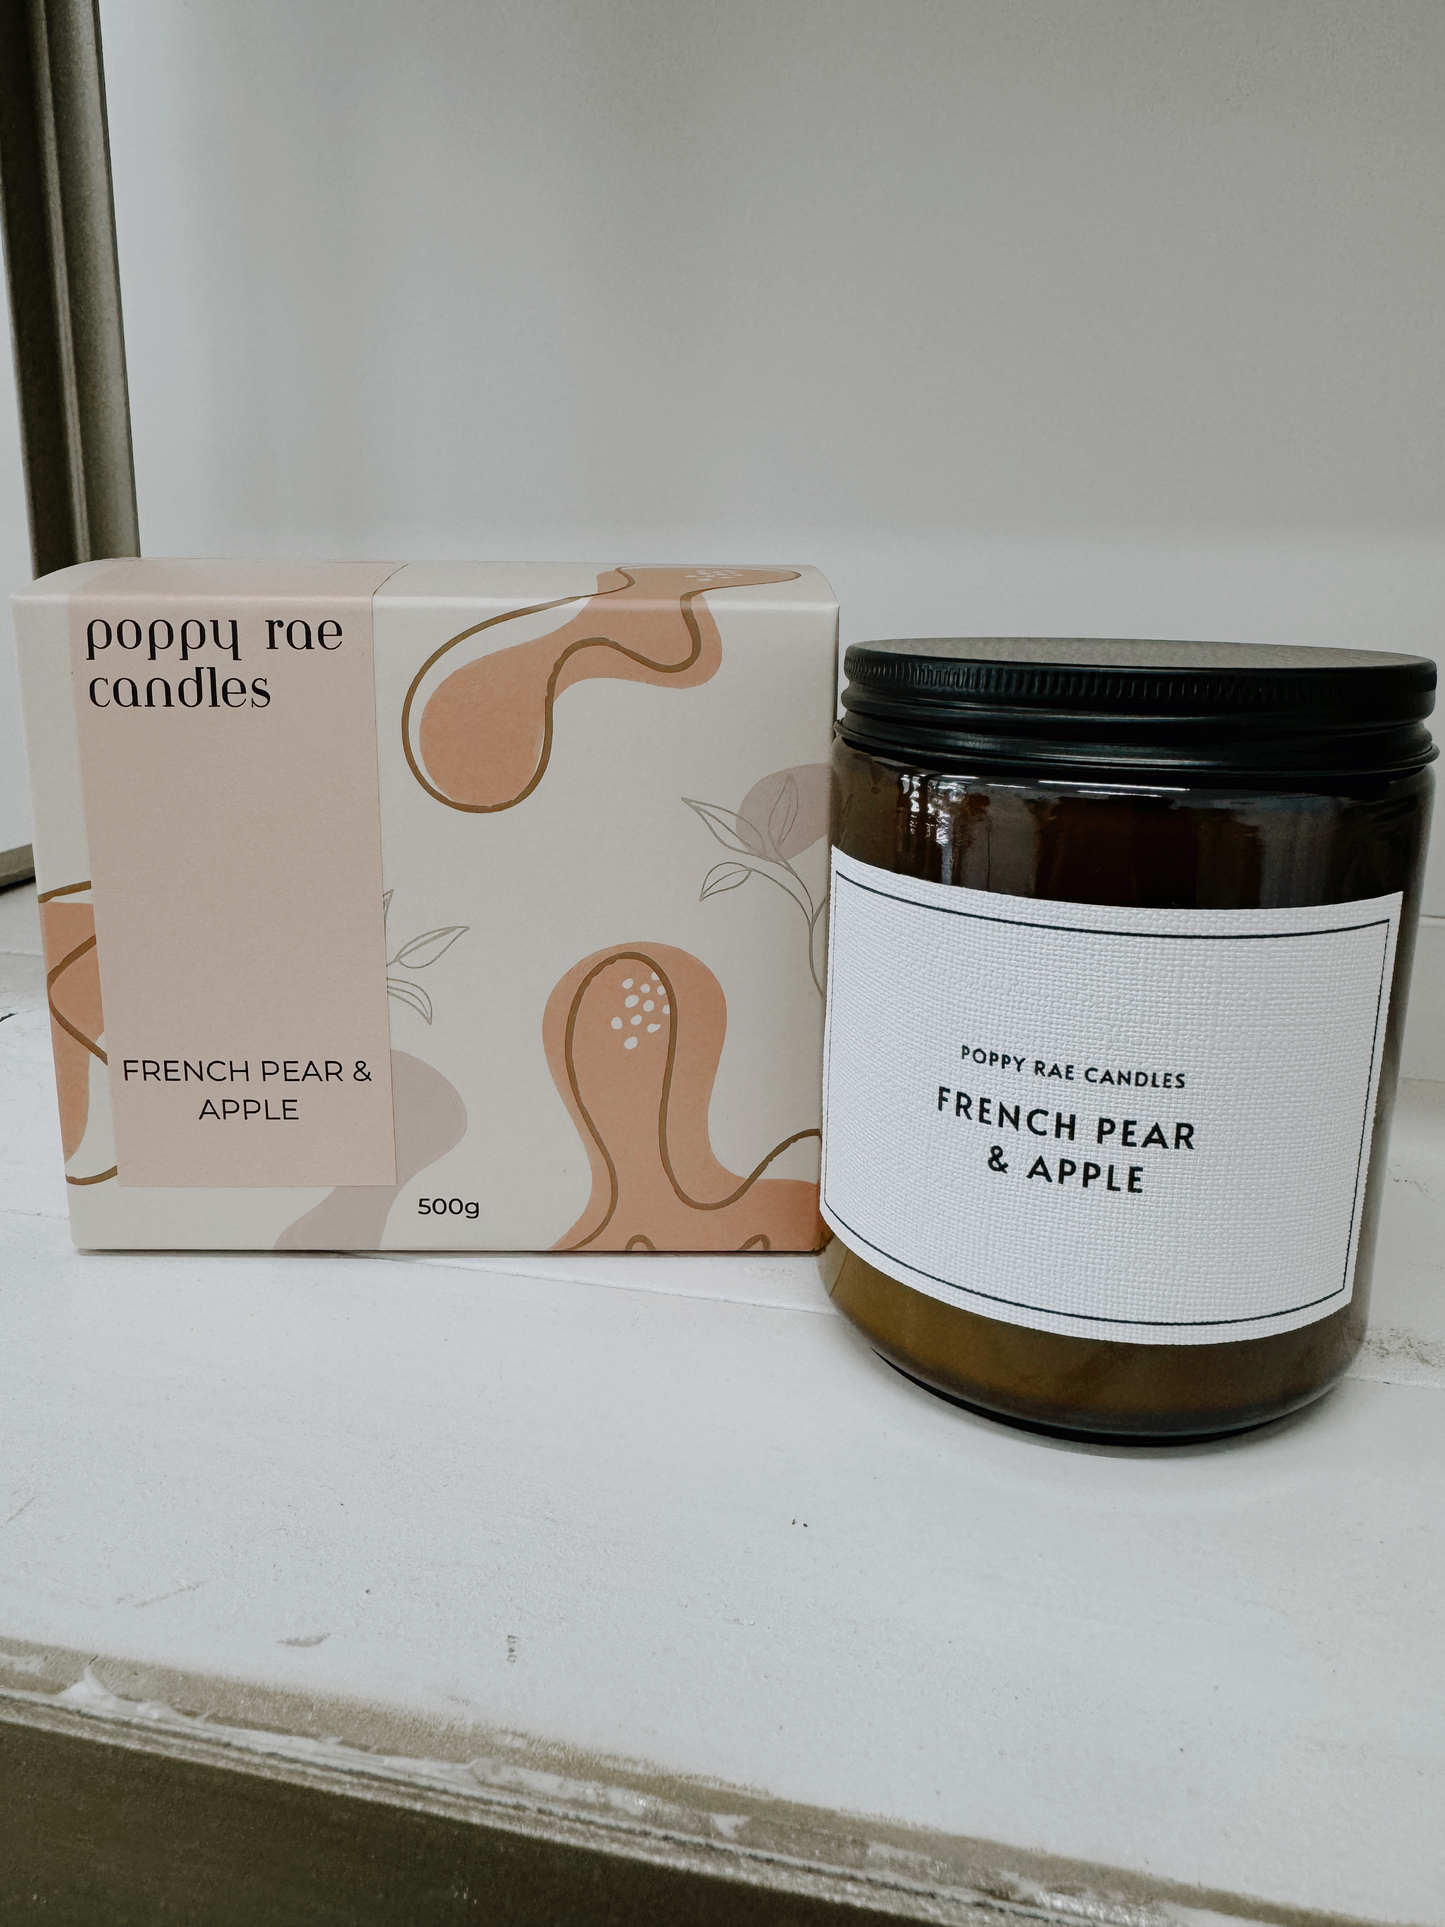 poppy rae
candles
FRENCH PEAR &
APPLE
500g
POPPY RAE CANDLES
FRENCH PEAR
& APPLE